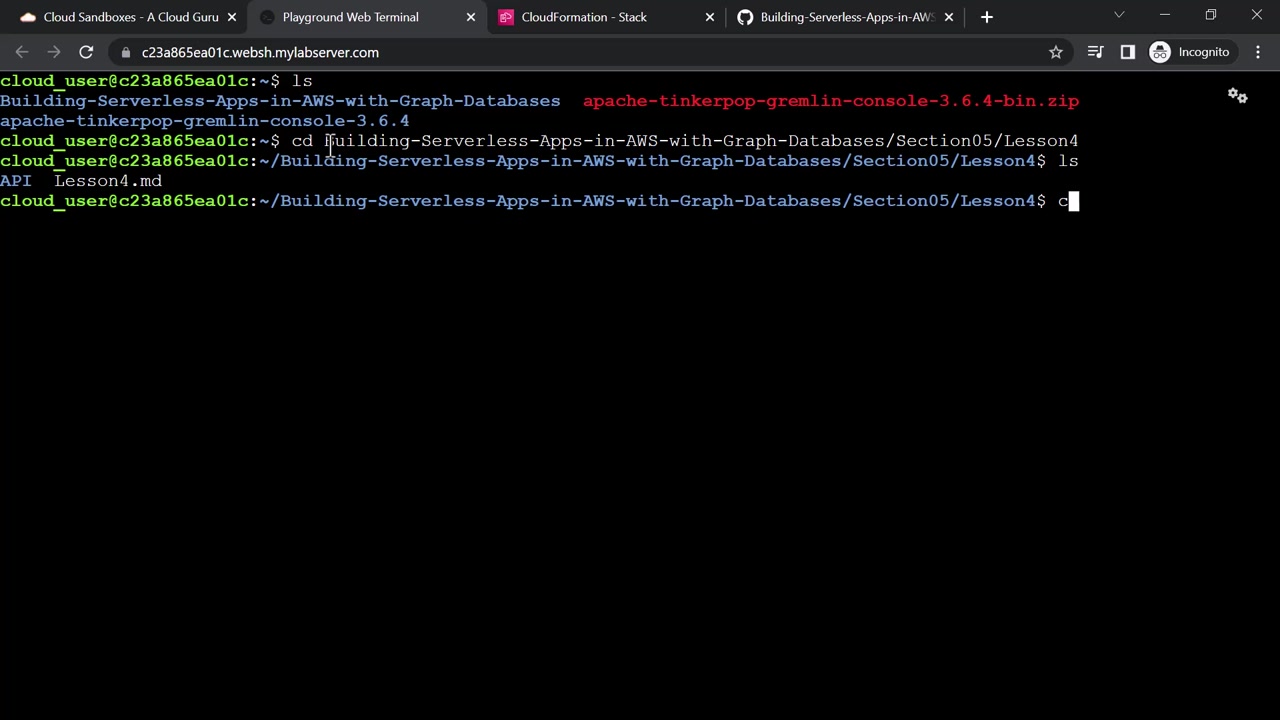 Cloud Sandboxes - A Cloud Guru
Playground Web Terminal
CloudFormation - Stack
Building-Serverless-Apps-in-AWS
c23a865ea01c.websh.mylabserver.com
Incognito
cloud_user@c23a865ea01c:~$ ls
Building-Serverless-Apps-in-AWS-with-Graph-Databases apache-tinkerpop-gremlin-console-3.6.4-bin.zip
apache-tinkerpop-gremlin-console-3.6.4
cloud_user@c23a865ea01c:~$ cd Building-Serverless-Apps-in-AWS-with-Graph-Databases/Section05/Lesson4
cloud_user@c23a865ea01c:~/Building-Serverless-Apps-in-AWS-with-Graph-Databases/Section05/Lesson4$ ls
API Lesson4.md
cloud_user@c23a865ea01c:~/Building-Serverless-Apps-in-AWS-with-Graph-Databases/Section05/Lesson4$ c